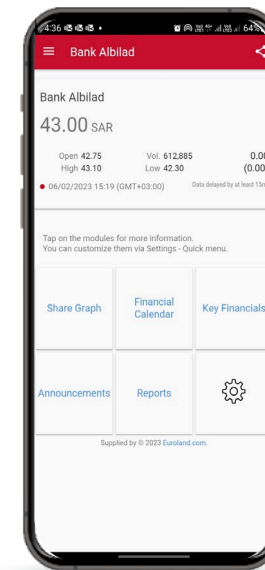 4:36
64%
Bank Albilad
Bank Albilad
43.00 SAR
Open 42.75 Vol. 612,885 0.00
High 43.10 Low 42.30 (0.00
06/02/2023 15:19 (GMT+03:00) Data delayed by at least 15m
Tap on the modules for more information.
You can customize them via Settings - Quick menu.
Share Graph
Financial
Calendar
Key Financials
Announcements
Reports
Supplied by © 2023 Euroland.com.